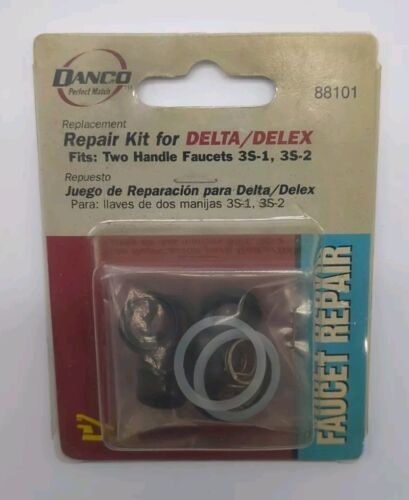 DANCO
Perfect Match™
88101
Replacement
Repair Kit for DELTA/DELEX
Fits: Two Handle Faucets 3S-1, 3S-2
Repuesto
Juego de Reparación para Delta/Delex
Para: llaves de dos manijas 3S-1, 3S-2
FAUCET REPAIR